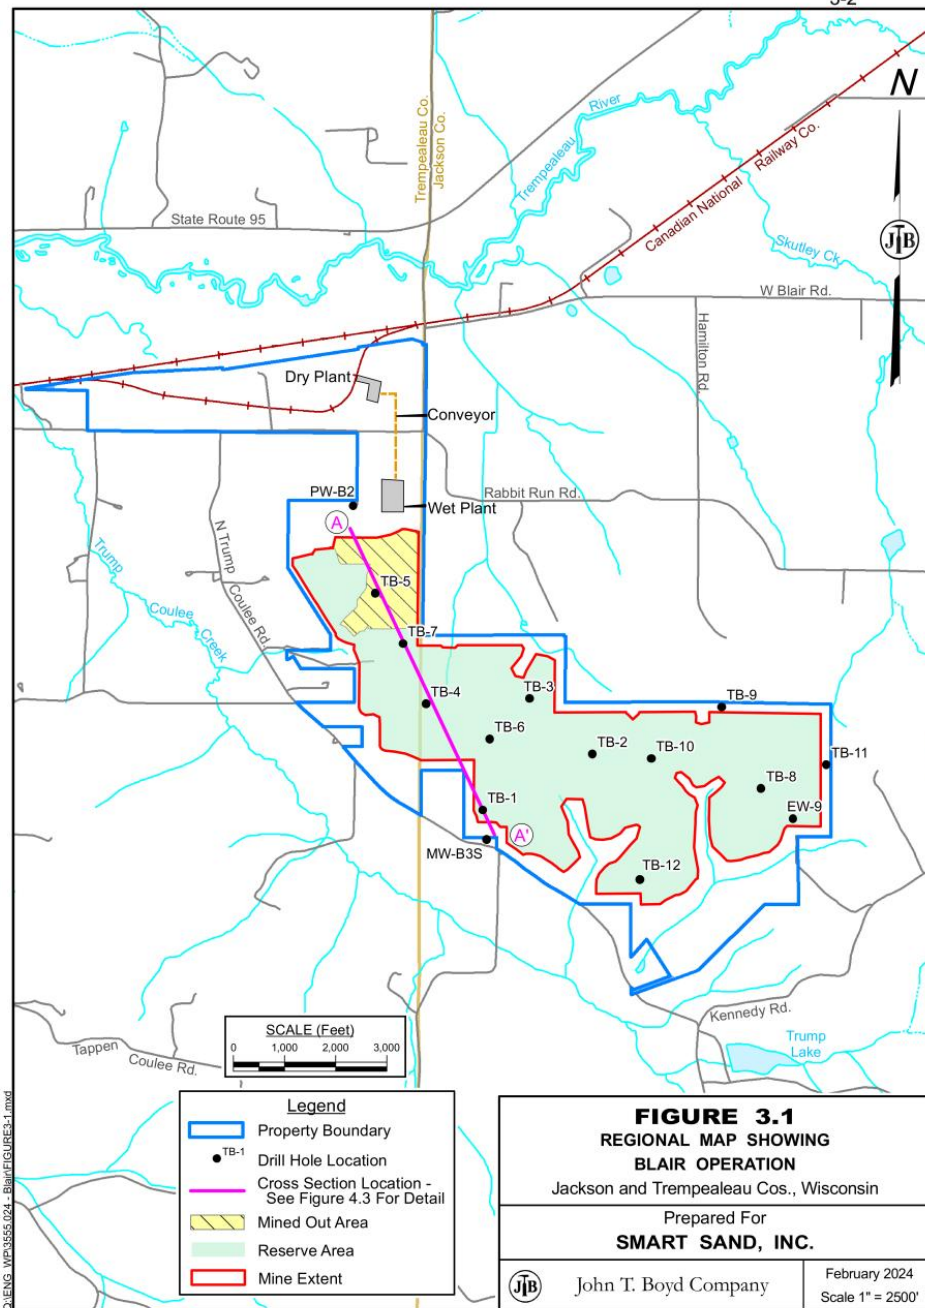 3-2
N
JTB
Trempealeau Co.
Jackson Co.
Trempealeau
River
Canadian National Railway Co.
State Route 95
Skutley Ck.
W Blair Rd.
Hamilton Rd.
Dry Plant
Conveyor
PW-B2
Wet Plant
Rabbit Run Rd.
A
N Trump
Coulee Rd.
Trump
Coulee
Creek
TB-5
TB-7
TB-4
TB-3
TB-9
TB-6
TB-2
TB-10
TB-11
TB-8
TB-1
EW-9
A'
MW-B3S
TB-12
Kennedy Rd.
Trump
Lake
Tappen
Coulee Rd.
SCALE (Feet)
0 1,000 2,000 3,000
Legend
Property Boundary
TB-1 Drill Hole Location
Cross Section Location -
See Figure 4.3 For Detail
Mined Out Area
Reserve Area
Mine Extent
FIGURE 3.1
REGIONAL MAP SHOWING
BLAIR OPERATION
Jackson and Trempealeau Cos., Wisconsin
Prepared For
SMART SAND, INC.
JTB
John T. Boyd Company
February 2024
Scale 1" = 2500'
Q:\ENG_WP\3555.024 - Blair\FIGURE3-1.mxd